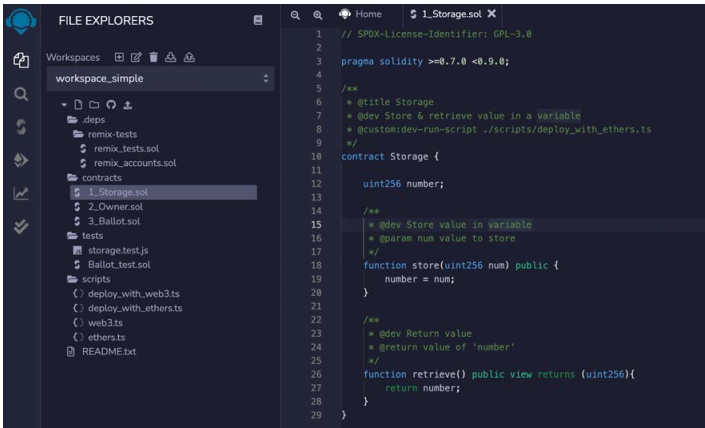 FILE EXPLORERS
Workspaces
workspace_simple
.deps
remix-tests
remix_tests.sol
remix_accounts.sol
contracts
1_Storage.sol
2_Owner.sol
3_Ballot.sol
tests
storage.test.js
Ballot_test.sol
scripts
deploy_with_web3.ts
deploy_with_ethers.ts
web3.ts
ethers.ts
README.txt
Home
1_Storage.sol
1 // SPDX-License-Identifier: GPL-3.0
2
3 pragma solidity >=0.7.0 <0.9.0;
4
5 /**
6 * @title Storage
7 * @dev Store & retrieve value in a variable
8 * @custom:dev-run-script ./scripts/deploy_with_ethers.ts
9 */
10 contract Storage {
11
12 uint256 number;
13
14 /**
15 * @dev Store value in variable
16 * @param num value to store
17 */
18 function store(uint256 num) public {
19 number = num;
20 }
21
22 /**
23 * @dev Return value
24 * @return value of 'number'
25 */
26 function retrieve() public view returns (uint256){
27 return number;
28 }
29 }